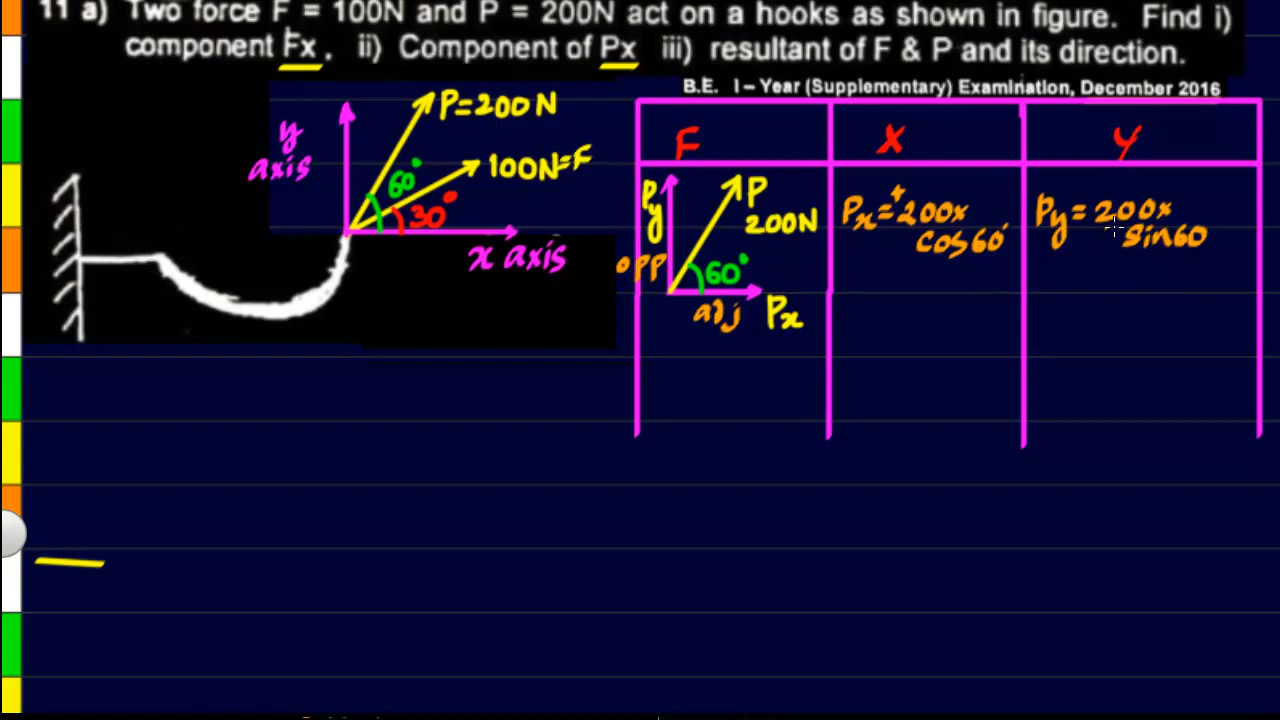 11 a) Two force F = 100N and P = 200N act on a hooks as shown in figure. Find i)
component Fx, ii) Component of Px iii) resultant of F & P and its direction.
B.E. I – Year (Supplementary) Examination, December 2016
P=200N
y
axis
100N=F
60°
30°
x axis
F
X
Y
Py
P
200N
opp
60°
adj
Px
Px=+200x
cos60°
Py=200x
sin60